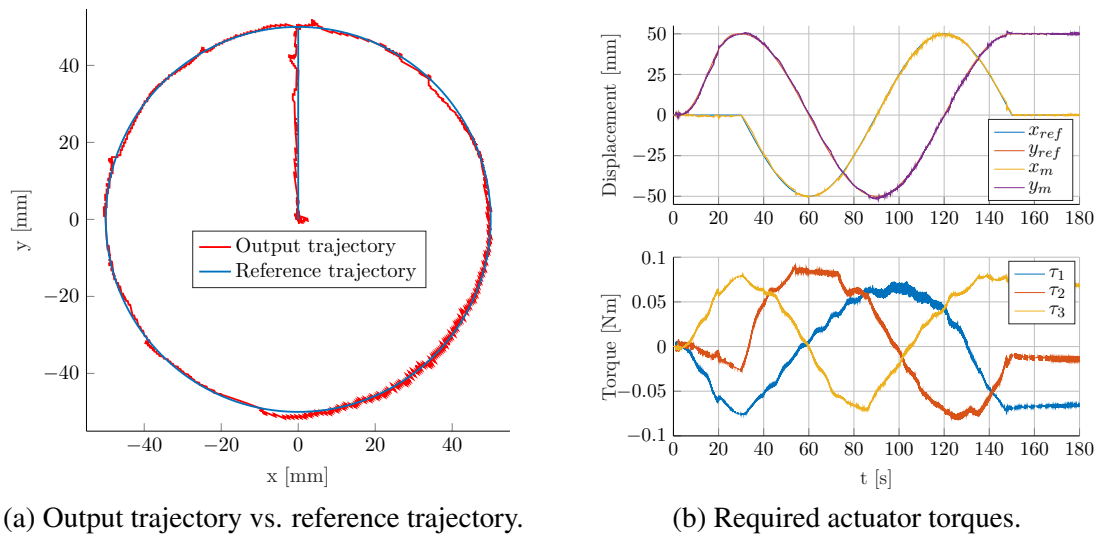 40
20
0
−20
−40
y [mm]
Output trajectory
Reference trajectory
−40
−20
0
20
40
x [mm]
(a) Output trajectory vs. reference trajectory.
50
25
0
−25
−50
Displacement [mm]
x_ref
y_ref
x_m
y_m
0
20
40
60
80
100
120
140
160
180
0.1
0.05
0
−0.05
−0.1
Torque [Nm]
τ1
τ2
τ3
0
20
40
60
80
100
120
140
160
180
t [s]
(b) Required actuator torques.